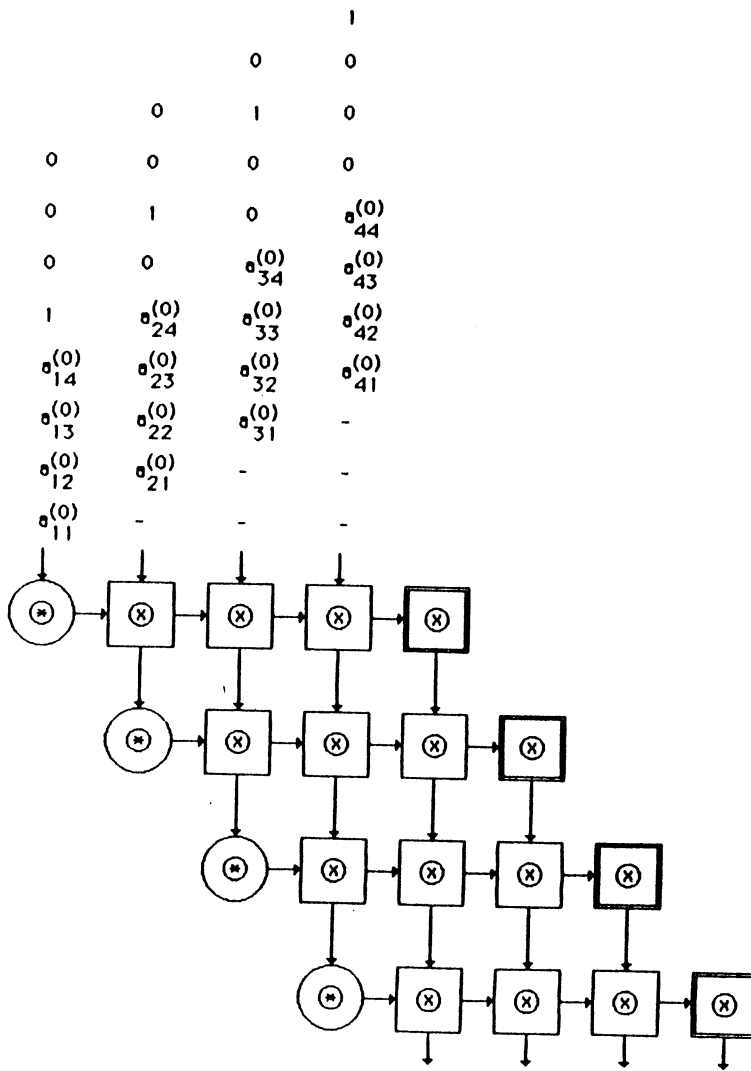 1
0 0
0 1 0
0 0 0 0
0 1 0 a(0)44
0 0 a(0)34 a(0)43
1 a(0)24 a(0)33 a(0)42
a(0)14 a(0)23 a(0)32 a(0)41
a(0)13 a(0)22 a(0)31 -
a(0)12 a(0)21 - -
a(0)11 - - -
* x x x x
* x x x x
* x x x x
* x x x x